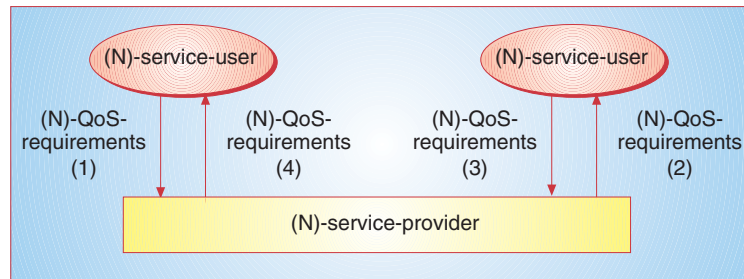 (N)-service-user
(N)-service-user
(N)-QoS-
requirements
(1)
(N)-QoS-
requirements
(4)
(N)-QoS-
requirements
(3)
(N)-QoS-
requirements
(2)
(N)-service-provider